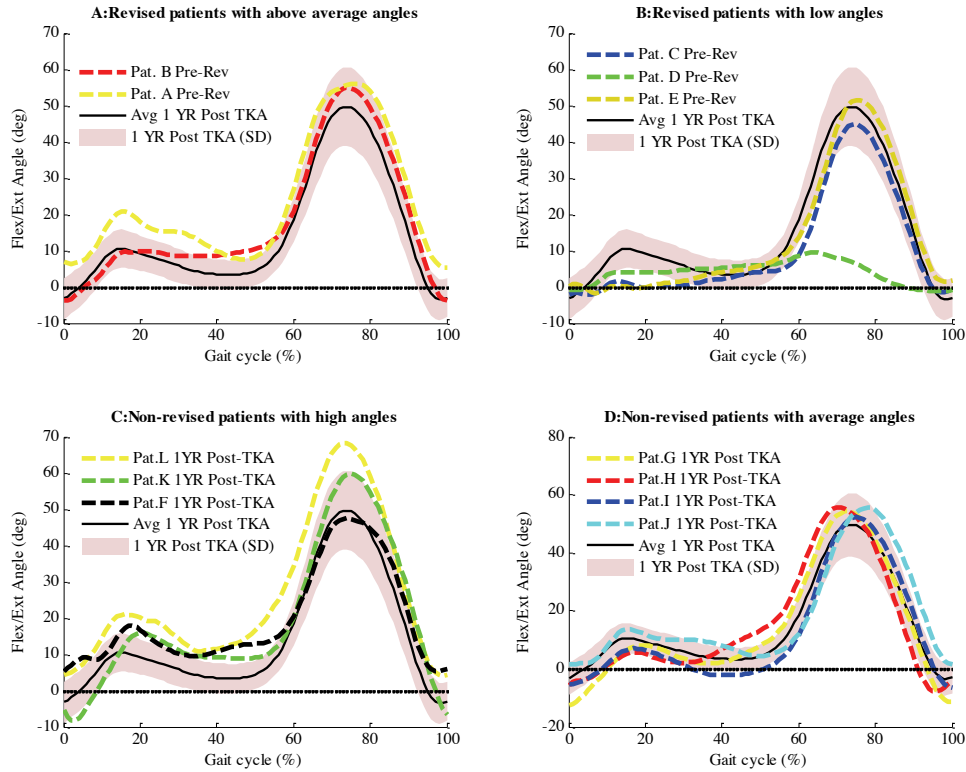 A:Revised patients with above average angles
70
60
50
40
30
20
10
0
-10
Flex/Ext Angle (deg)
Pat. B Pre-Rev
Pat. A Pre-Rev
Avg 1 YR Post TKA
1 YR Post TKA (SD)
0 20 40 60 80 100
Gait cycle (%)
B:Revised patients with low angles
70
60
50
40
30
20
10
0
-10
Flex/Ext Angle (deg)
Pat. C Pre-Rev
Pat. D Pre-Rev
Pat. E Pre-Rev
Avg 1 YR Post TKA
1 YR Post TKA (SD)
0 20 40 60 80 100
Gait cycle (%)
C:Non-revised patients with high angles
70
60
50
40
30
20
10
0
-10
Flex/Ext Angle (deg)
Pat.L 1YR Post-TKA
Pat.K 1YR Post-TKA
Pat.F 1YR Post-TKA
Avg 1 YR Post TKA
1 YR Post TKA (SD)
0 20 40 60 80 100
Gait cycle (%)
D:Non-revised patients with average angles
80
60
40
20
0
-20
Flex/Ext Angle (deg)
Pat.G 1YR Post TKA
Pat.H 1YR Post-TKA
Pat.I 1YR Post-TKA
Pat.J 1YR Post-TKA
Avg 1 YR Post TKA
1 YR Post TKA (SD)
0 20 40 60 80 100
Gait cycle (%)